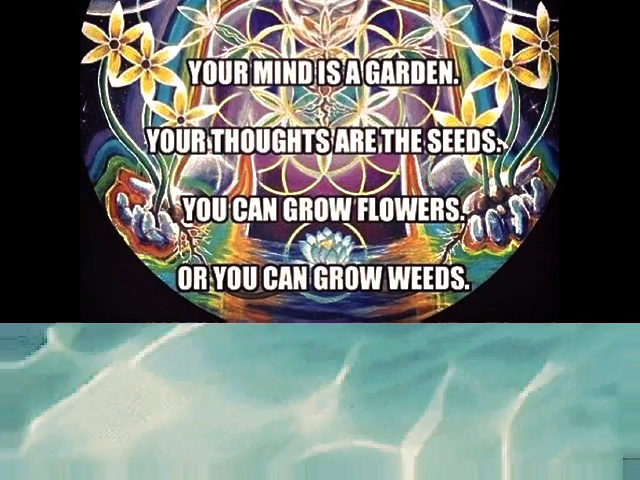 YOUR MIND IS A GARDEN.
YOUR THOUGHTS ARE THE SEEDS.
YOU CAN GROW FLOWERS.
OR YOU CAN GROW WEEDS.